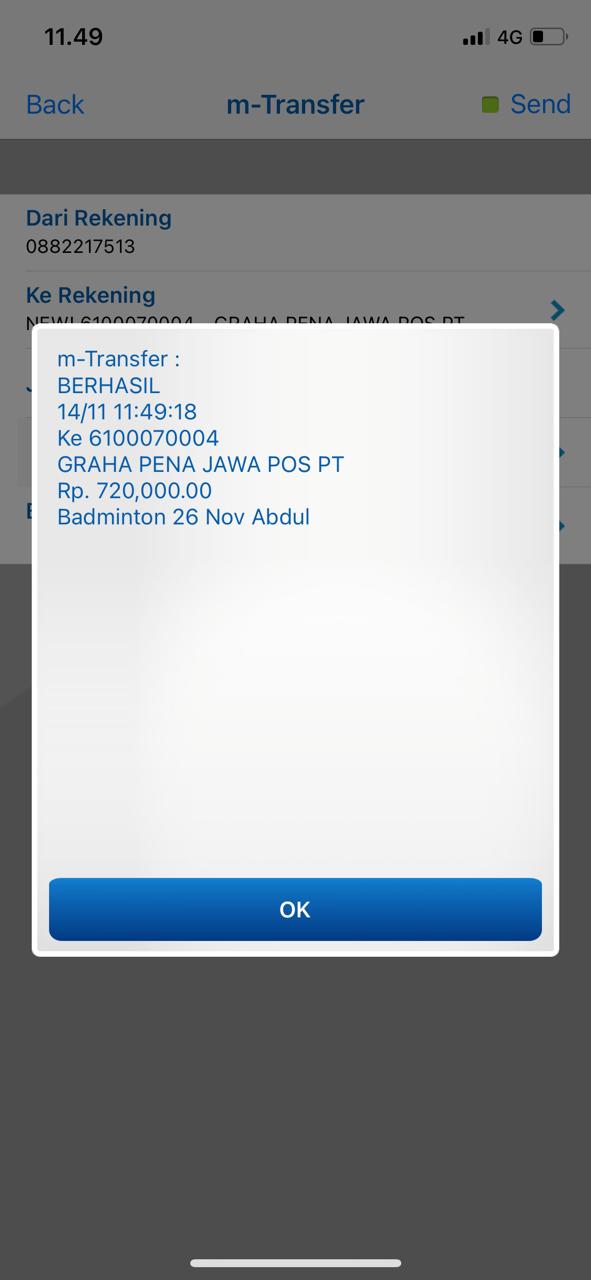 11.49
4G
Back
m-Transfer
Send
Dari Rekening
0882217513
Ke Rekening
NEW! 6100070004 - GRAHA PENA JAWA POS PT
m-Transfer :
BERHASIL
14/11 11:49:18
Ke 6100070004
GRAHA PENA JAWA POS PT
Rp. 720,000.00
Badminton 26 Nov Abdul
OK